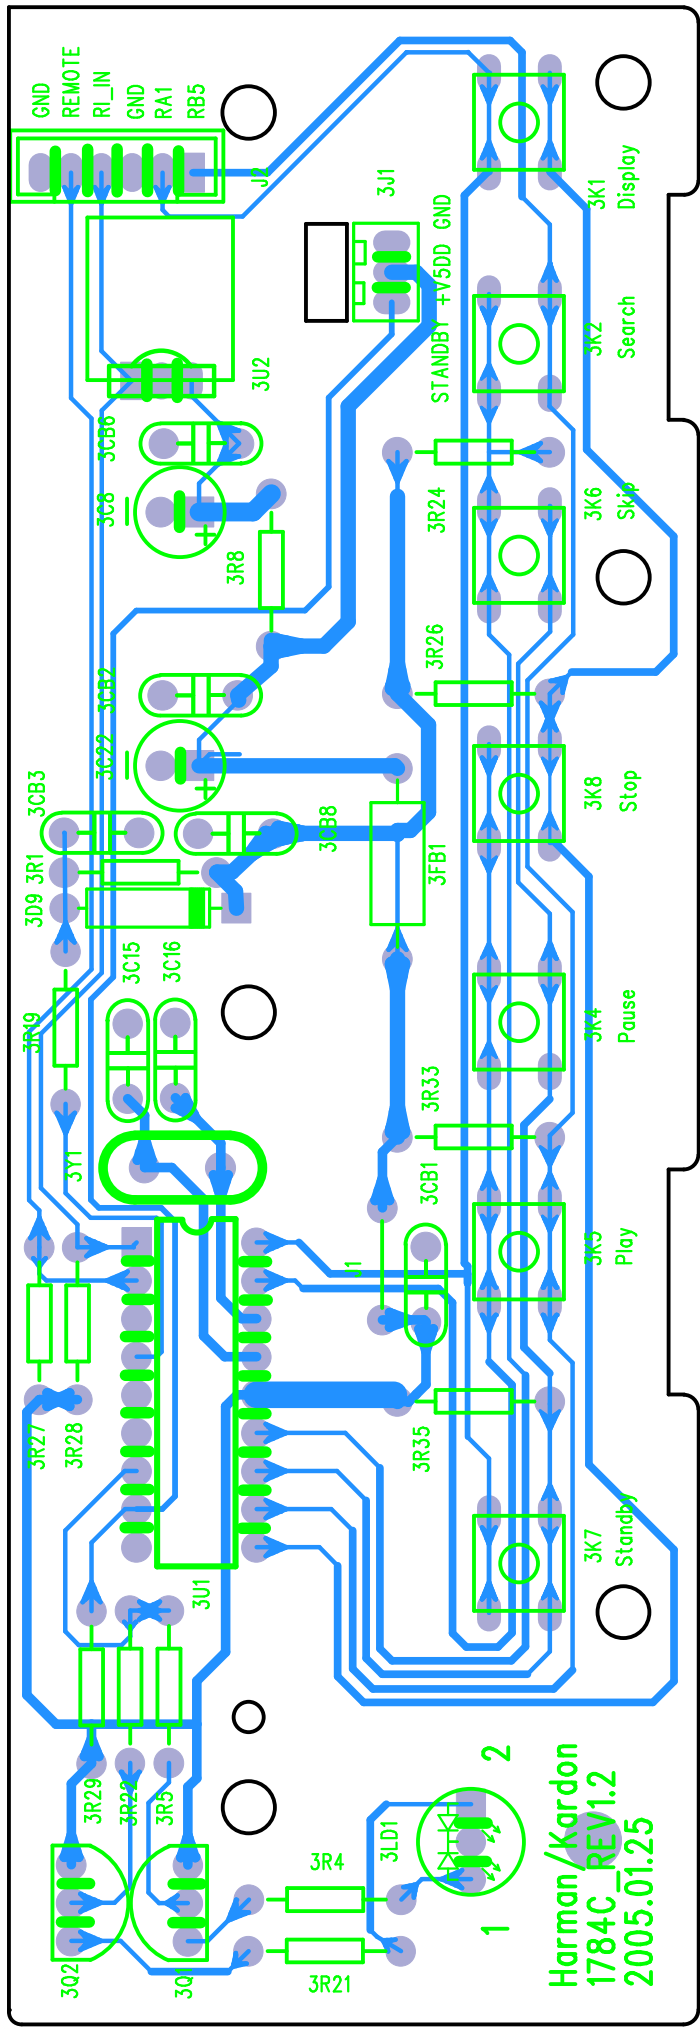 GND
REMOTE
RI_IN
GND
RA1
RB5
J2
3J1
STANDBY +V5DD GND
3K1
Display
3U2
3K2
Search
3CB6
3C8
3R24
3K6
Skip
3R8
3R26
3CB2
3C22
3K8
Stop
3CB3
3CB8
3R1
3FB1
3D9
3C15
3C16
3R19
3K4
Pause
3R33
3Y1
3CB1
J1
3K5
Play
3R27
3R28
3R35
3K7
Standby
3U1
3R29
3R22
3R5
3LD1
2
1
3R4
3R21
3Q2
3Q1
Harman/Kardon
1784C_REV1.2
2005.01.25